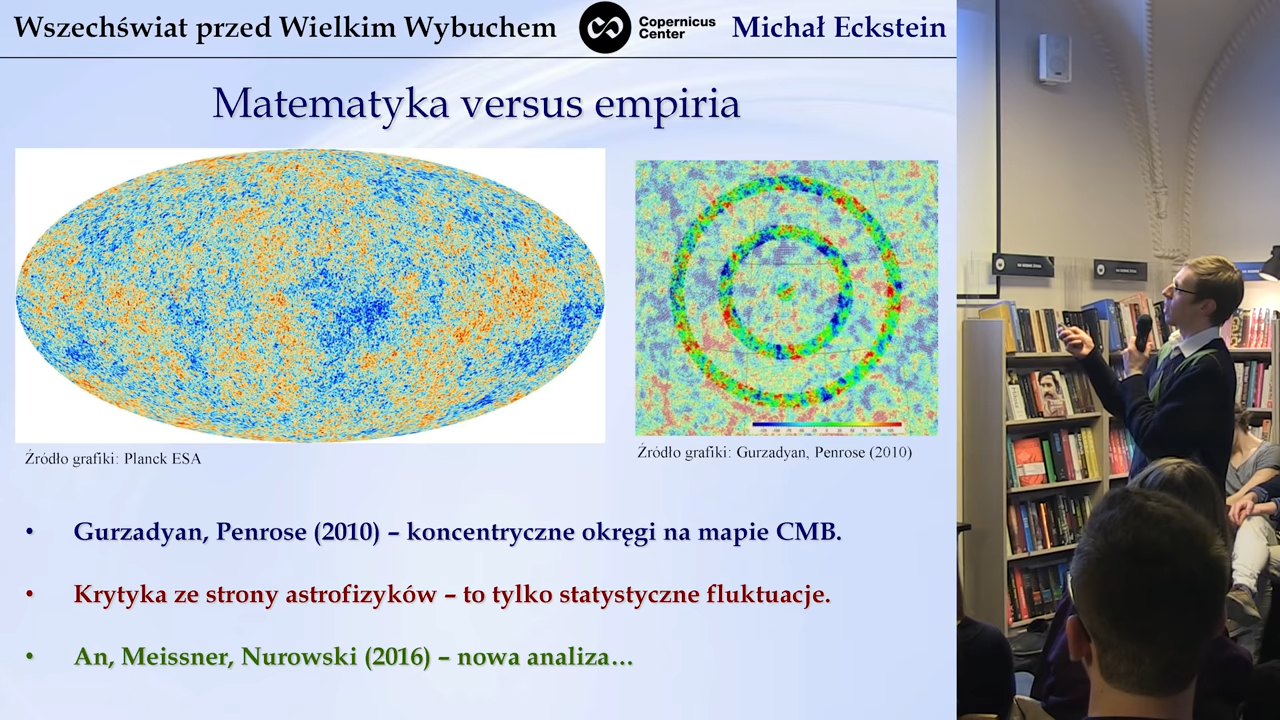 Wszechświat przed Wielkim Wybuchem
Copernicus
Center
Michał Eckstein
Matematyka versus empiria
Źródło grafiki: Planck ESA
Źródło grafiki: Gurzadyan, Penrose (2010)
• Gurzadyan, Penrose (2010) – koncentryczne okręgi na mapie CMB.
• Krytyka ze strony astrofizyków – to tylko statystyczne fluktuacje.
• An, Meissner, Nurowski (2016) – nowa analiza…